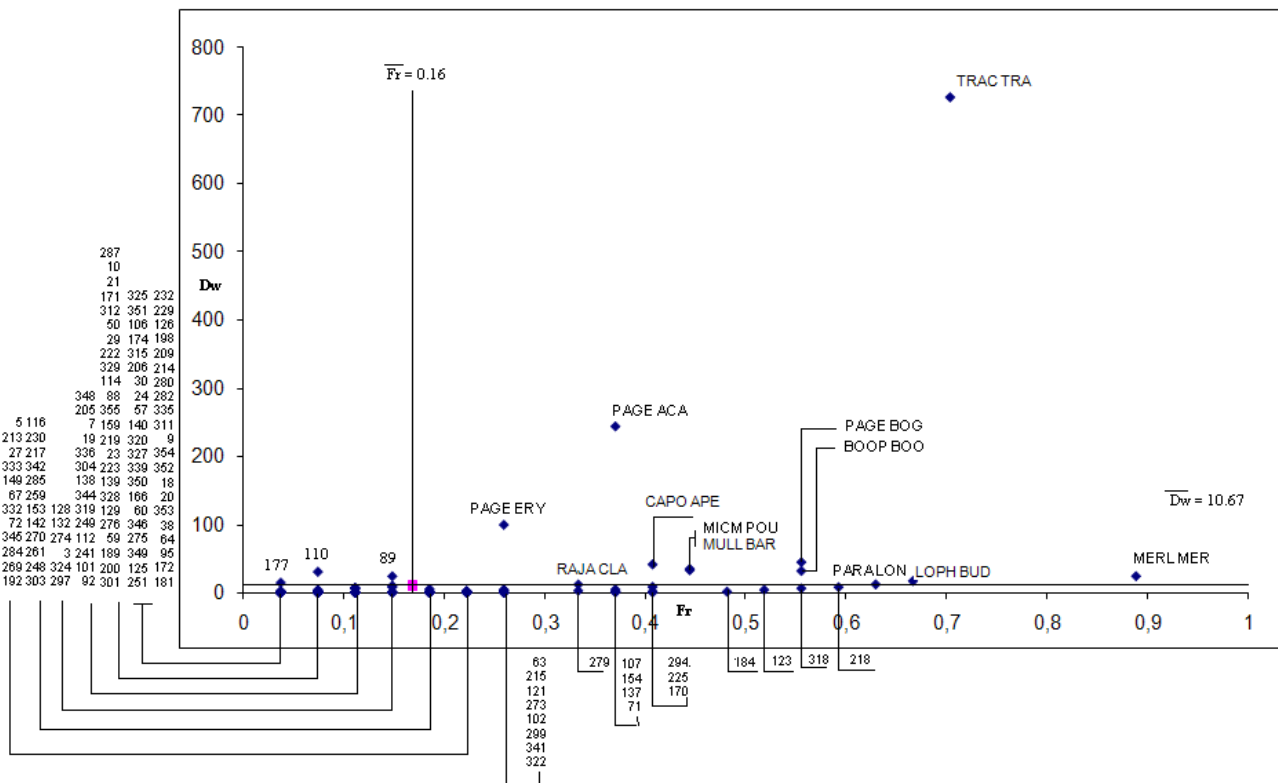 800
Fr = 0.16
TRAC TRA
700
600
500
287
10
21
Dw
171 325 232
312 351 229
400
50 106 126
29 174 198
222 315 209
329 206 214
114 30 280
300
348 88 24 282
205 355 57 335
PAGE ACA
5 116 7 159 140 311
PAGE BOG
213 230 19 219 320 9
BOOP BOO
27 217 336 23 327 354
200
333 342 304 223 339 352
149 285 138 139 350 18
67 259 344 328 166 20
CAPO APE
Dw = 10.67
332 153 128 319 129 60 353
PAGE ERY
72 142 132 249 276 346 38
100
MICM POU
345 270 274 112 59 275 64
MULL BAR
284 261 3 241 189 349 95
177
110
89
MERL MER
269 248 324 101 200 125 172
RAJA CLA
PARALON
LOPH BUD
192 303 297 92 301 251 181
0
Fr
0 0,1 0,2 0,3 0,4 0,5 0,6 0,7 0,8 0,9 1
63 279 107 294. 184 123 318 218
215 154 225
121 137 170
273 71
102
299
341
322